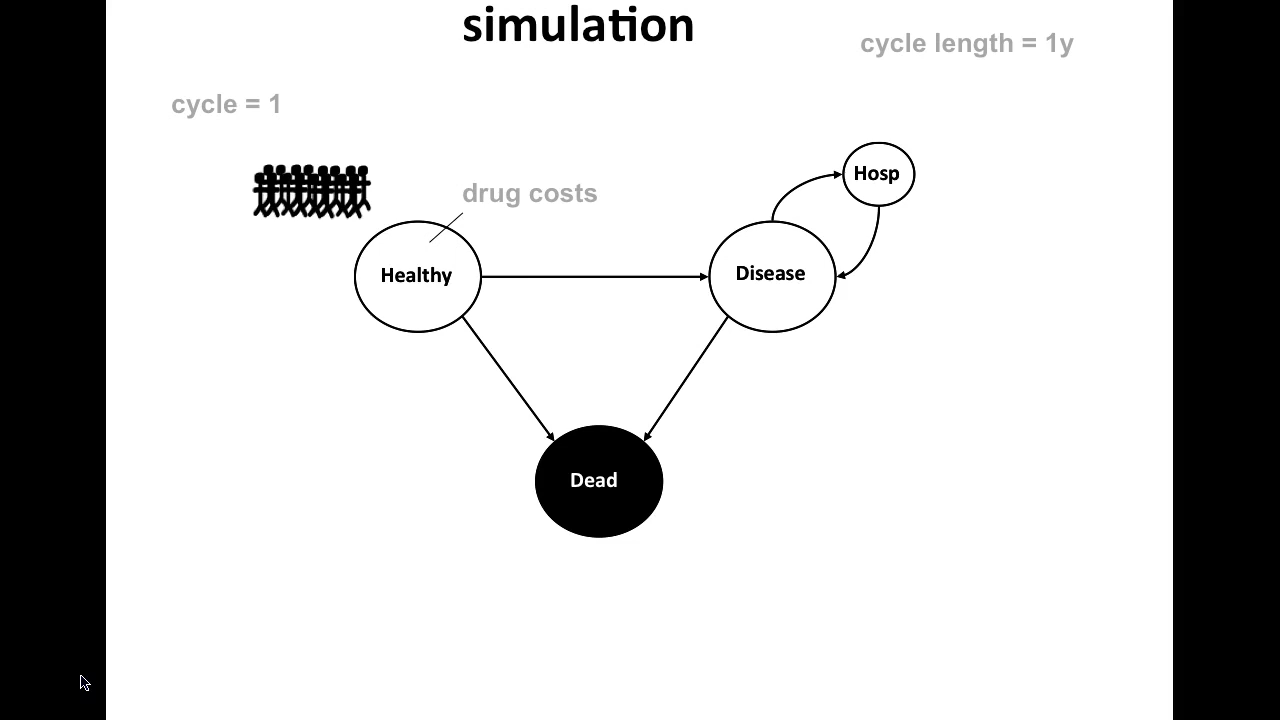 simulation
cycle length = 1y
cycle = 1
Hosp
drug costs
Healthy
Disease
Dead